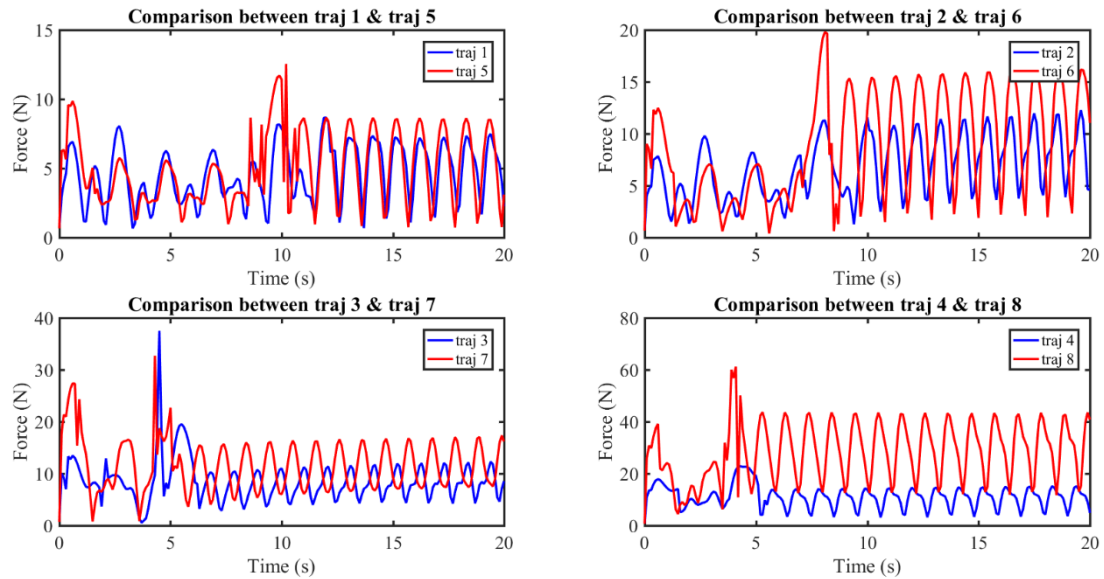 Comparison between traj 1 & traj 5
15
10
5
0
Force (N)
traj 1
traj 5
0 5 10 15 20
Time (s)
Comparison between traj 2 & traj 6
20
15
10
5
0
Force (N)
traj 2
traj 6
0 5 10 15 20
Time (s)
Comparison between traj 3 & traj 7
40
30
20
10
0
Force (N)
traj 3
traj 7
0 5 10 15 20
Time (s)
Comparison between traj 4 & traj 8
80
60
40
20
0
Force (N)
traj 4
traj 8
0 5 10 15 20
Time (s)